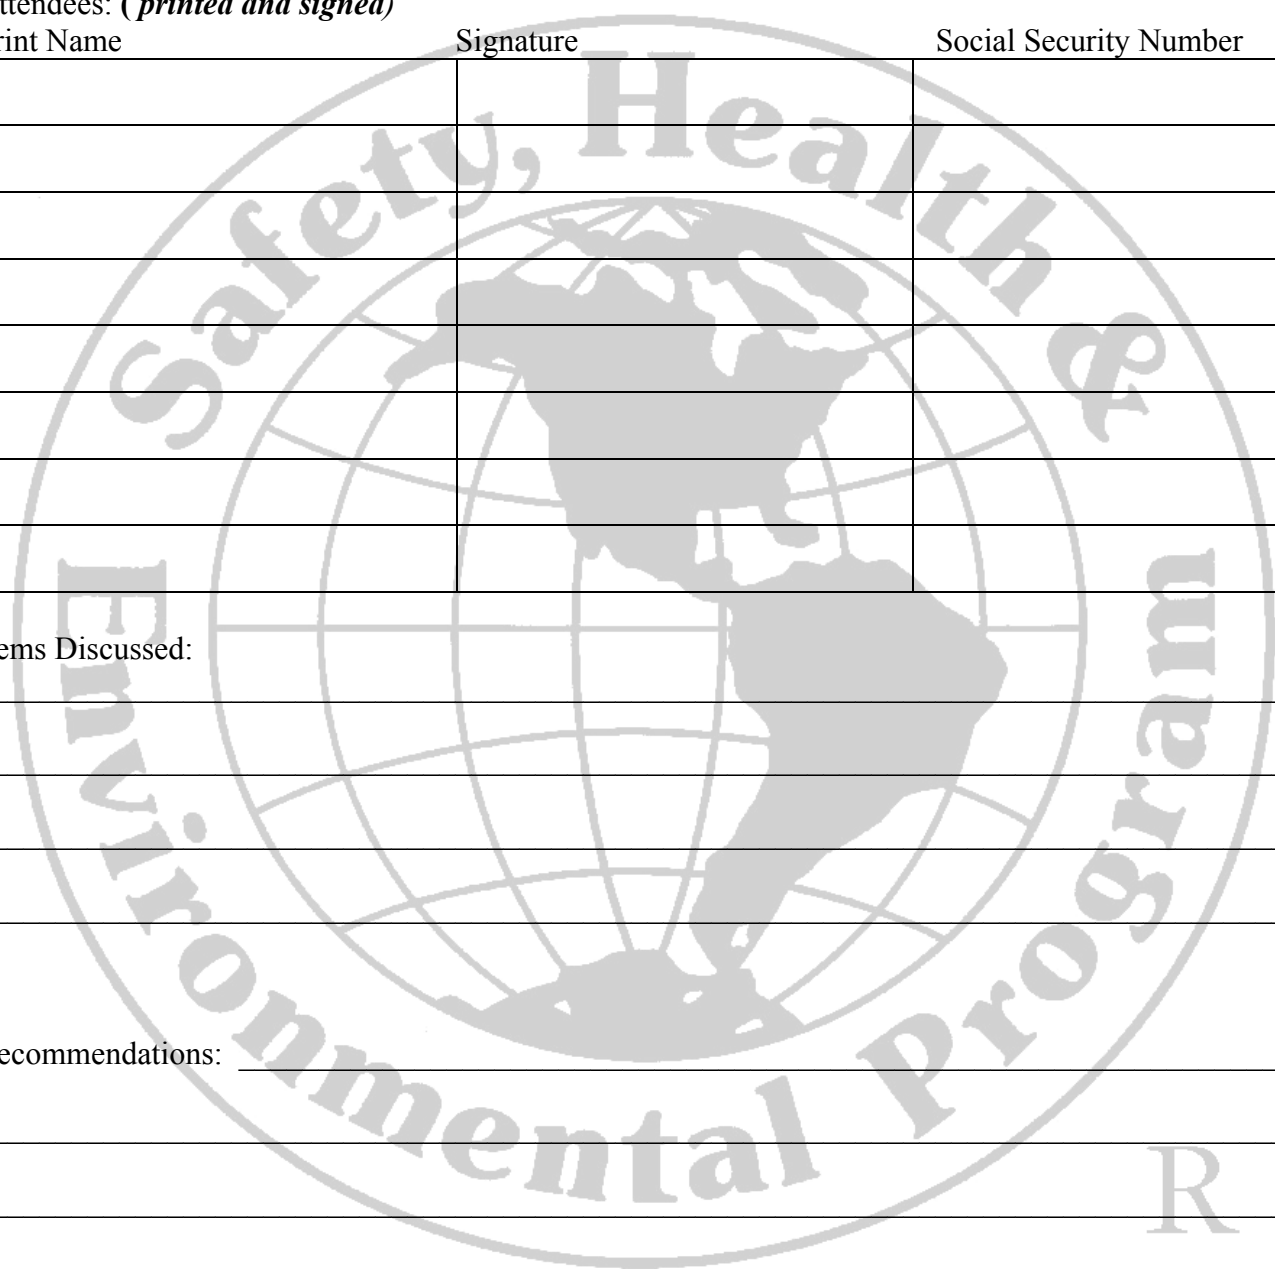 ttendees: ( printed and signed)
rint Name Signature Social Security Number
ems Discussed:
ecommendations:
Safety, Health &
Environmental Program
R